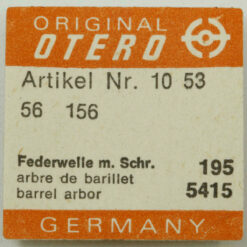 ORIGINAL
OTERO
Artikel Nr. 10 53
56 156
Federwelle m. Schr. 195
arbre de barillet
barrel arbor 5415
GERMANY